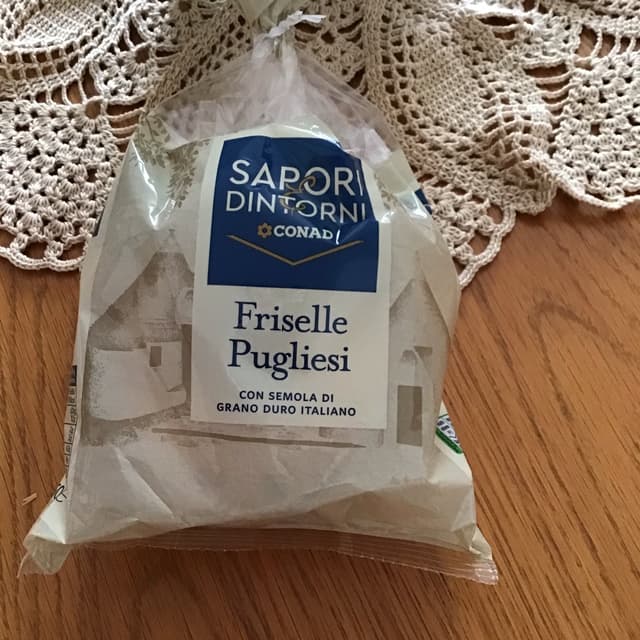 SAPORI
DINTORNI
CONAD
Friselle
Pugliesi
CON SEMOLA DI
GRANO DURO ITALIANO